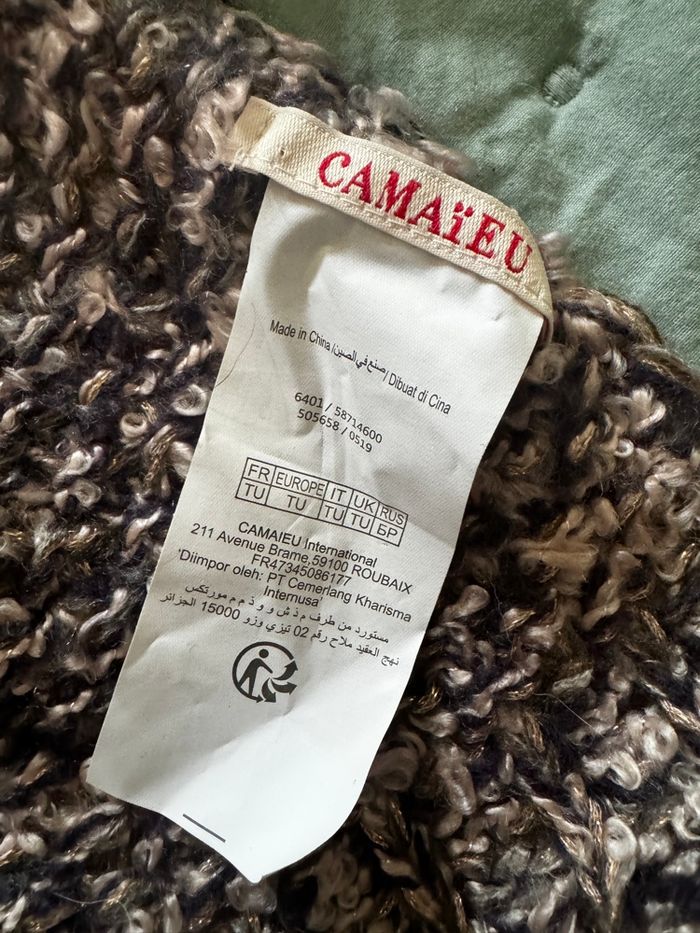 CAMAïEU
Made in China/صنع في الصين/ Dibuat di Cina
6401 / 58714600
505658 / 0519
FR EUROPE IT UK RUS
TU TU TU TU БР
CAMAIEU International
211 Avenue Brame,59100 ROUBAIX
FR47345086177
'Diimpor oleh: PT Cemerlang Kharisma
Internusa'
مستورد من طرف م ذ ش و و ذ م م مورتكس
نهج العقيد ملاح رقم 02 تيزي وزو 15000 الجزائر